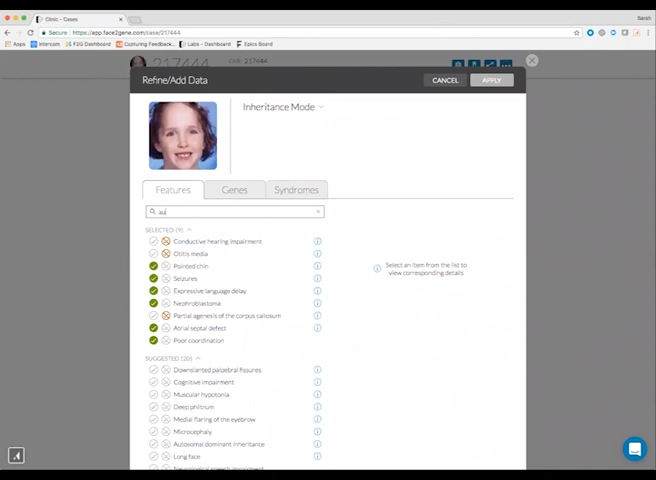 Clinic - Cases
Sarah
Secure https://app.face2gene.com/case/217444
Apps Intercom F2G Dashboard Capturing Feedback... Labs - Dashboard Epics Board
217444
217444
Refine/Add Data
CANCEL
APPLY
Inheritance Mode
Features
Genes
Syndromes
au
SELECTED (9)
Conductive hearing impairment
Otitis media
Pointed chin
Seizures
Expressive language delay
Nephroblastoma
Partial agenesis of the corpus callosum
Atrial septal defect
Poor coordination
Select an item from the list to
view corresponding details
SUGGESTED (20)
Downslanted palpebral fissures
Cognitive impairment
Muscular hypotonia
Deep philtrum
Medial flaring of the eyebrow
Microcephaly
Autosomal dominant inheritance
Long face
Neurological speech impairment